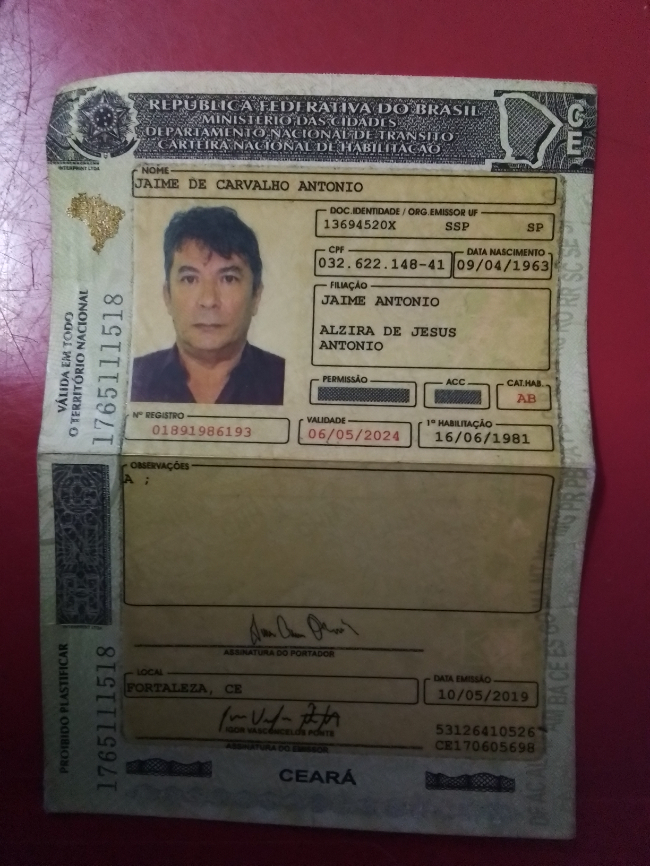 REPÚBLICA FEDERATIVA DO BRASIL
MINISTÉRIO DAS CIDADES
DEPARTAMENTO NACIONAL DE TRÂNSITO
CARTEIRA NACIONAL DE HABILITAÇÃO
CE
NOME
JAIME DE CARVALHO ANTONIO
DOC. IDENTIDADE / ORG. EMISSOR UF
13694520X SSP SP
CPF
032.622.148-41
DATA NASCIMENTO
09/04/1963
FILIAÇÃO
JAIME ANTONIO
ALZIRA DE JESUS
ANTONIO
PERMISSÃO
ACC
CAT. HAB.
AB
Nº REGISTRO
01891986193
VALIDADE
06/05/2024
1ª HABILITAÇÃO
16/06/1981
VÁLIDA EM TODO
O TERRITÓRIO NACIONAL
1765111518
OBSERVAÇÕES
A ;
ASSINATURA DO PORTADOR
LOCAL
FORTALEZA, CE
DATA EMISSÃO
10/05/2019
IGOR VASCONCELOS PONTE
ASSINATURA DO EMISSOR
53126410526
CE170605698
PROIBIDO PLASTIFICAR
1765111518
CEARÁ